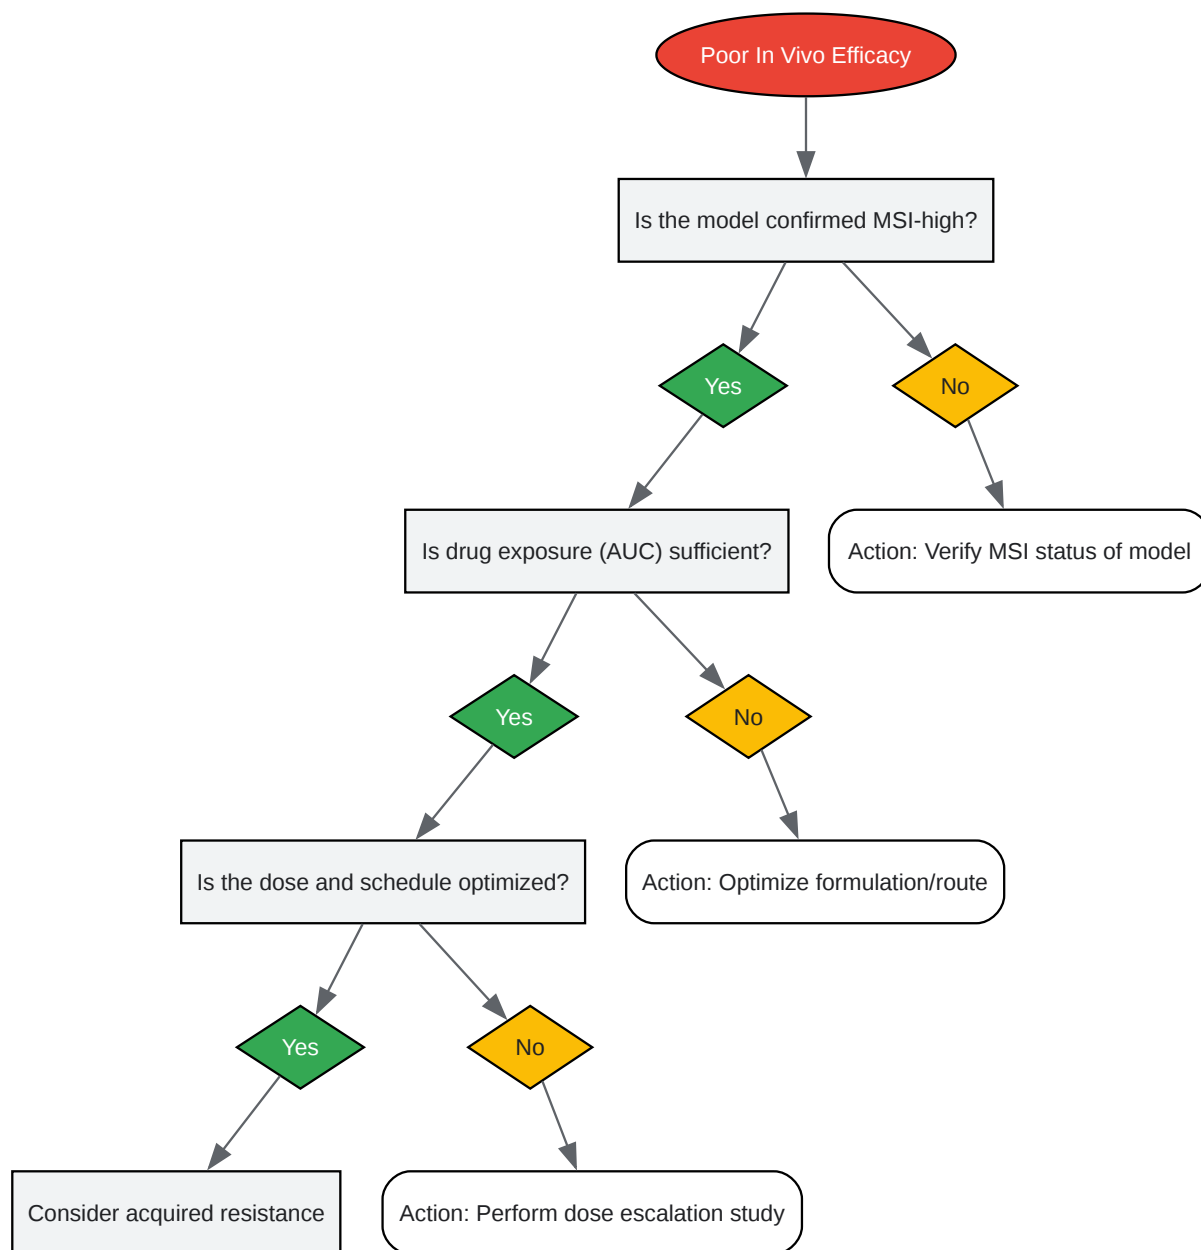 Poor In Vivo Efficacy
Is the model confirmed MSI-high?
Yes
No
Is drug exposure (AUC) sufficient?
Action: Verify MSI status of model
Yes
No
Is the dose and schedule optimized?
Action: Optimize formulation/route
Yes
No
Consider acquired resistance
Action: Perform dose escalation study